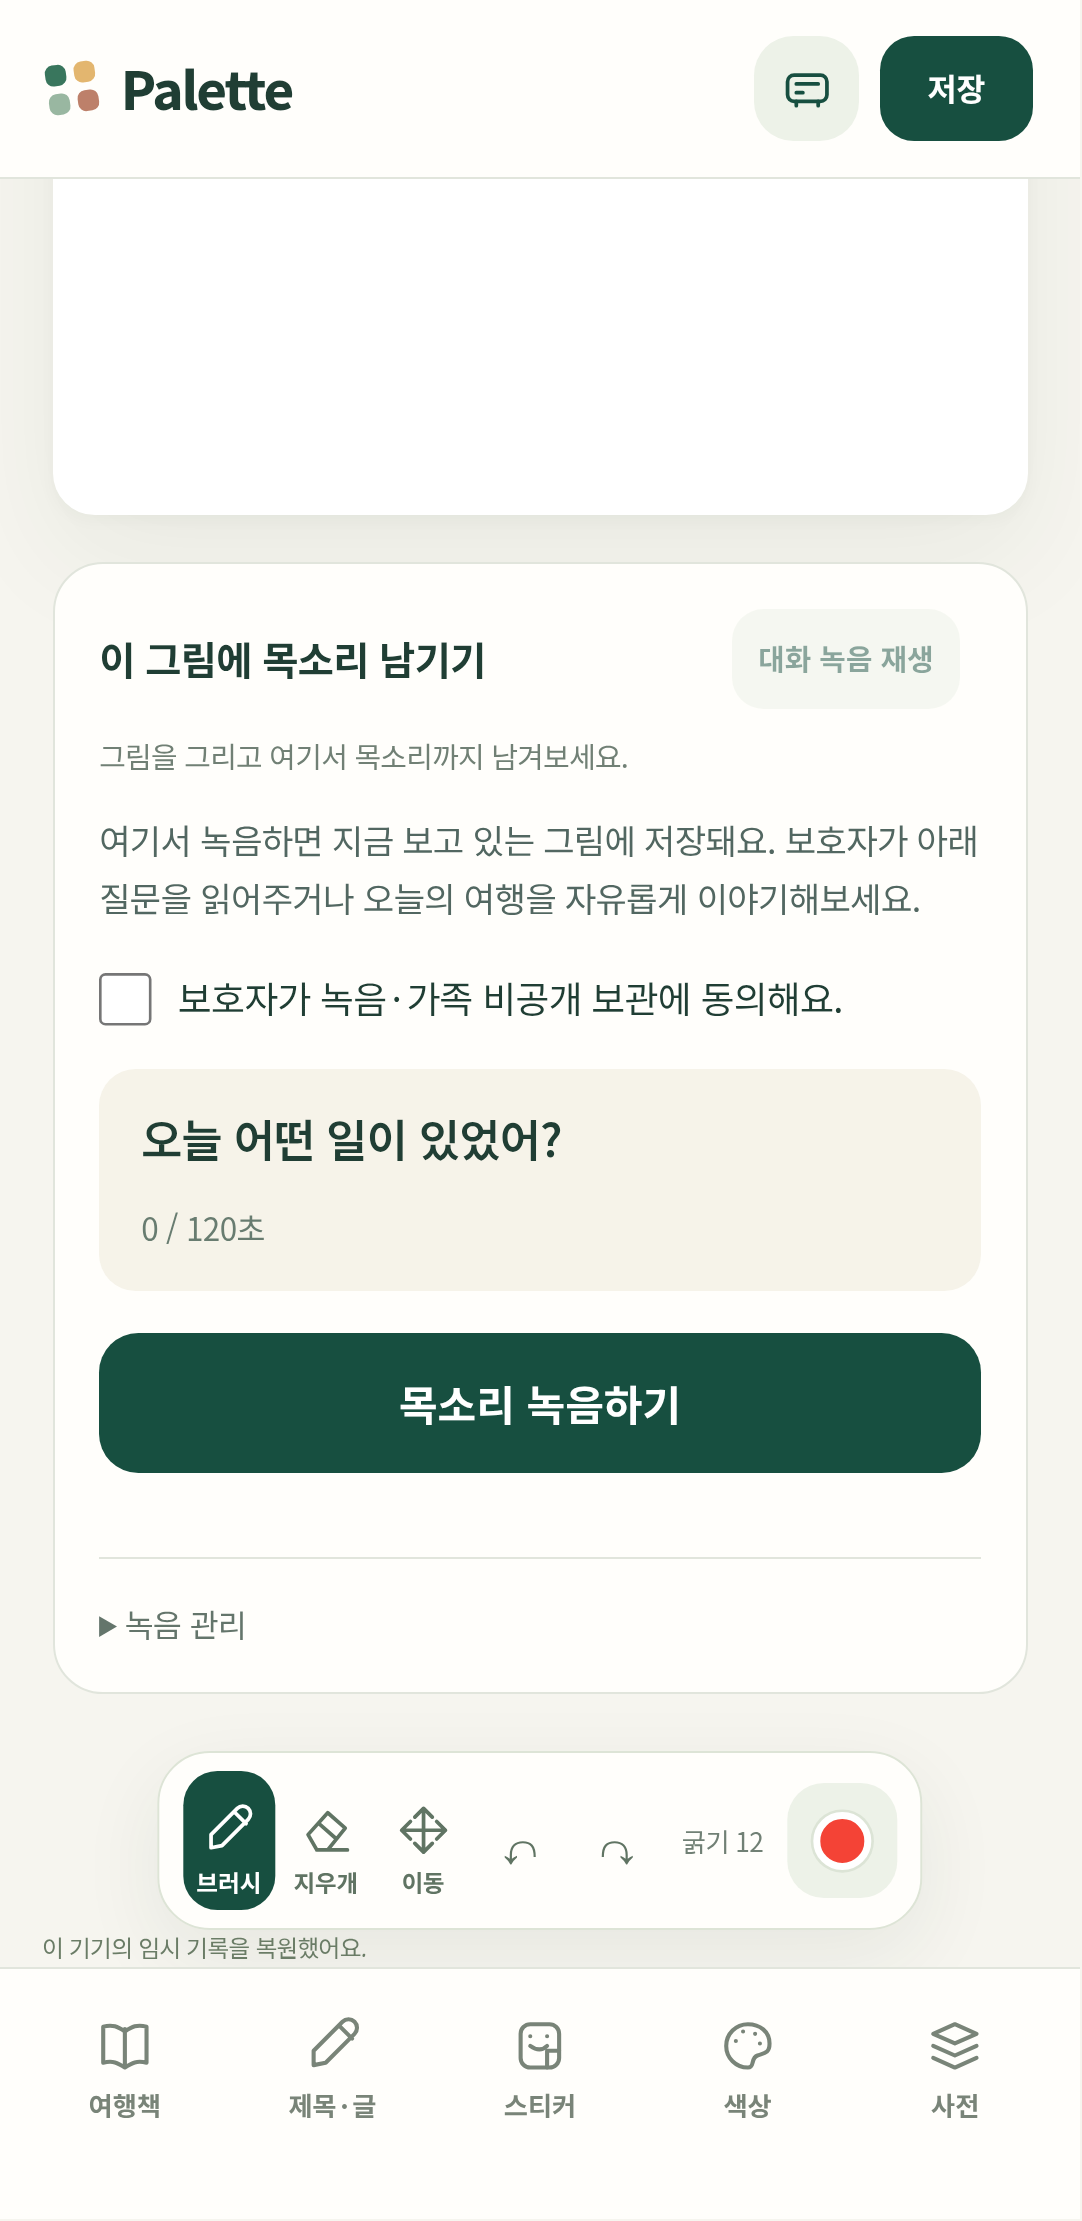 Palette
저장
이 그림에 목소리 남기기
대화 녹음 재생
그림을 그리고 여기서 목소리까지 남겨보세요.
여기서 녹음하면 지금 보고 있는 그림에 저장돼요. 보호자가 아래
질문을 읽어주거나 오늘의 여행을 자유롭게 이야기해보세요.
보호자가 녹음·가족 비공개 보관에 동의해요.
오늘 어떤 일이 있었어?
0 / 120초
목소리 녹음하기
▶ 녹음 관리
브러시
지우개
이동
굵기 12
이 기기의 임시 기록을 복원했어요.
여행책
제목·글
스티커
색상
사전